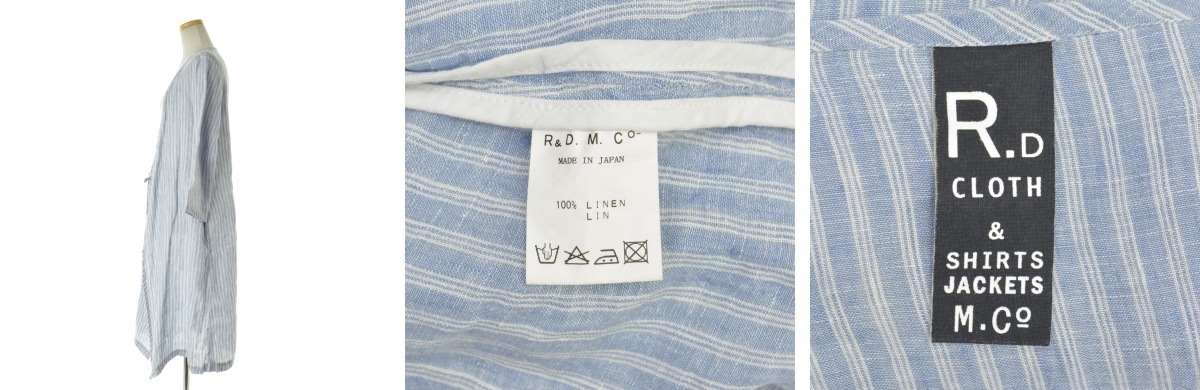 R&D. M. Cº-
MADE IN JAPAN
100% LINEN
LIN
R.D
CLOTH
&
SHIRTS
JACKETS
M.Cº